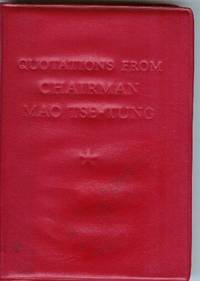 QUOTATIONS FROM
CHAIRMAN
MAO TSE-TUNG